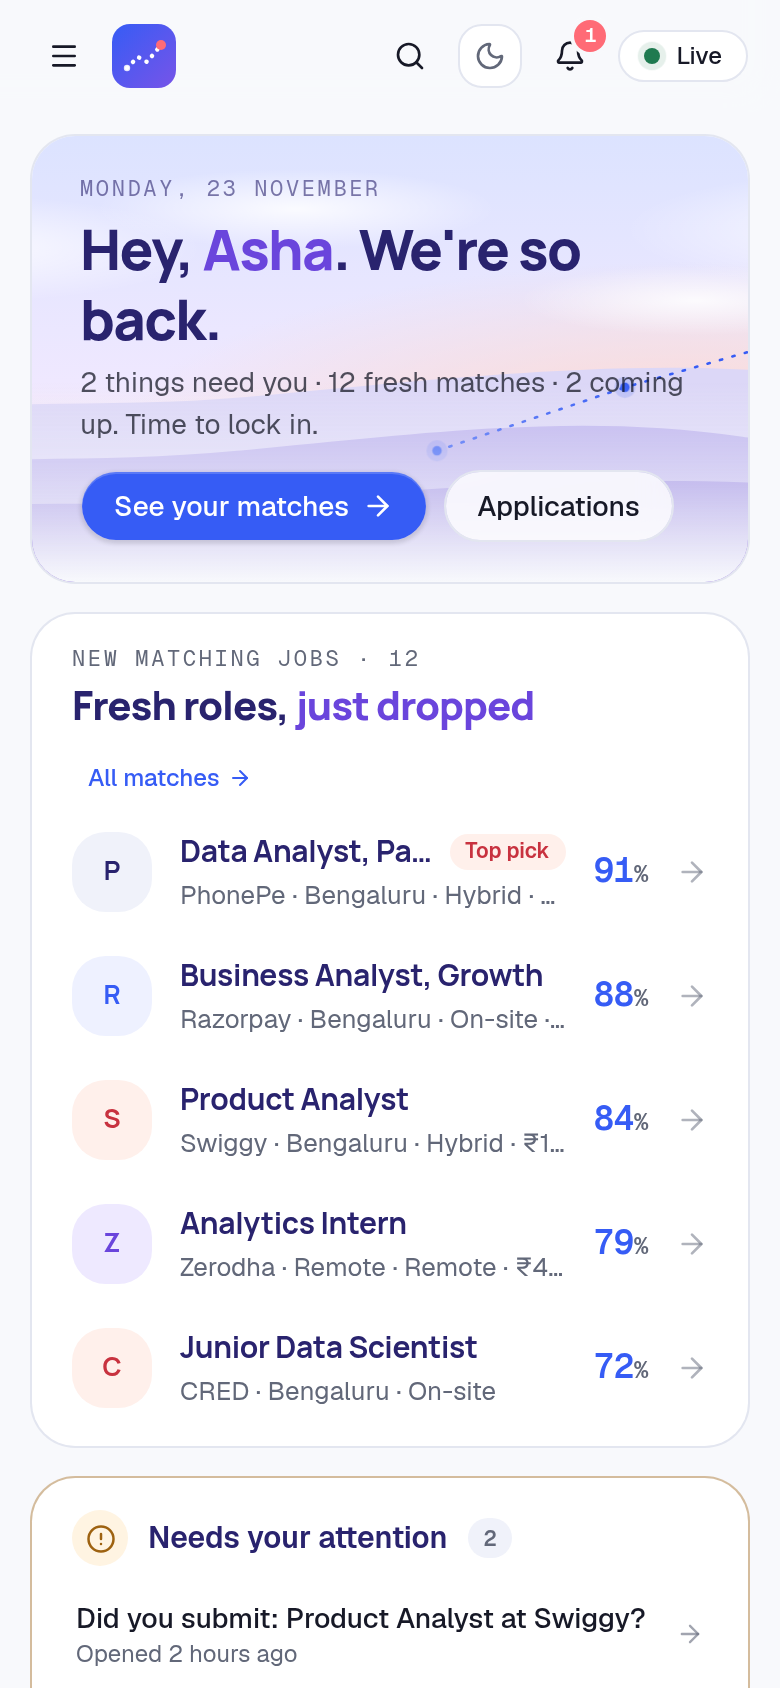 1
Live
MONDAY, 23 NOVEMBER
Hey, Asha. We're so
back.
2 things need you · 12 fresh matches · 2 coming
up. Time to lock in.
See your matches →
Applications
NEW MATCHING JOBS · 12
Fresh roles, just dropped
All matches →
P
Data Analyst, Pa...
Top pick
91%
PhonePe · Bengaluru · Hybrid · ...
R
Business Analyst, Growth
88%
Razorpay · Bengaluru · On-site ·...
S
Product Analyst
84%
Swiggy · Bengaluru · Hybrid · ₹1...
Z
Analytics Intern
79%
Zerodha · Remote · Remote · ₹4...
C
Junior Data Scientist
72%
CRED · Bengaluru · On-site
Needs your attention 2
Did you submit: Product Analyst at Swiggy?
Opened 2 hours ago